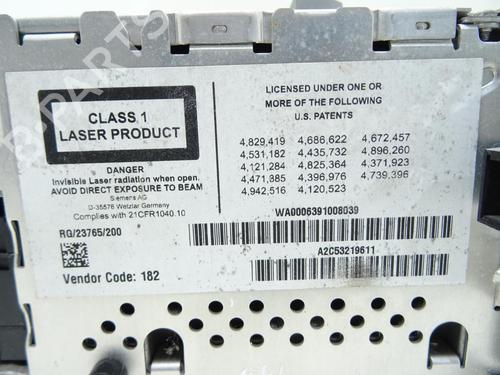 CLASS 1
LASER PRODUCT
DANGER
Invisible Laser radiation when open.
AVOID DIRECT EXPOSURE TO BEAM
Siemens AG
D-35578 Wetzlar Germany
Complies with 21CFR1040.10
RG/23765/200
Vendor Code: 182
LICENSED UNDER ONE OR
MORE OF THE FOLLOWING
U.S. PATENTS
4,829,419 4,686,622 4,672,457
4,531,182 4,435,732 4,896,260
4,121,284 4,825,364 4,371,923
4,471,385 4,396,976 4,739,396
4,942,516 4,120,523
WA0006391008039
A2C53219611
B-PARTS